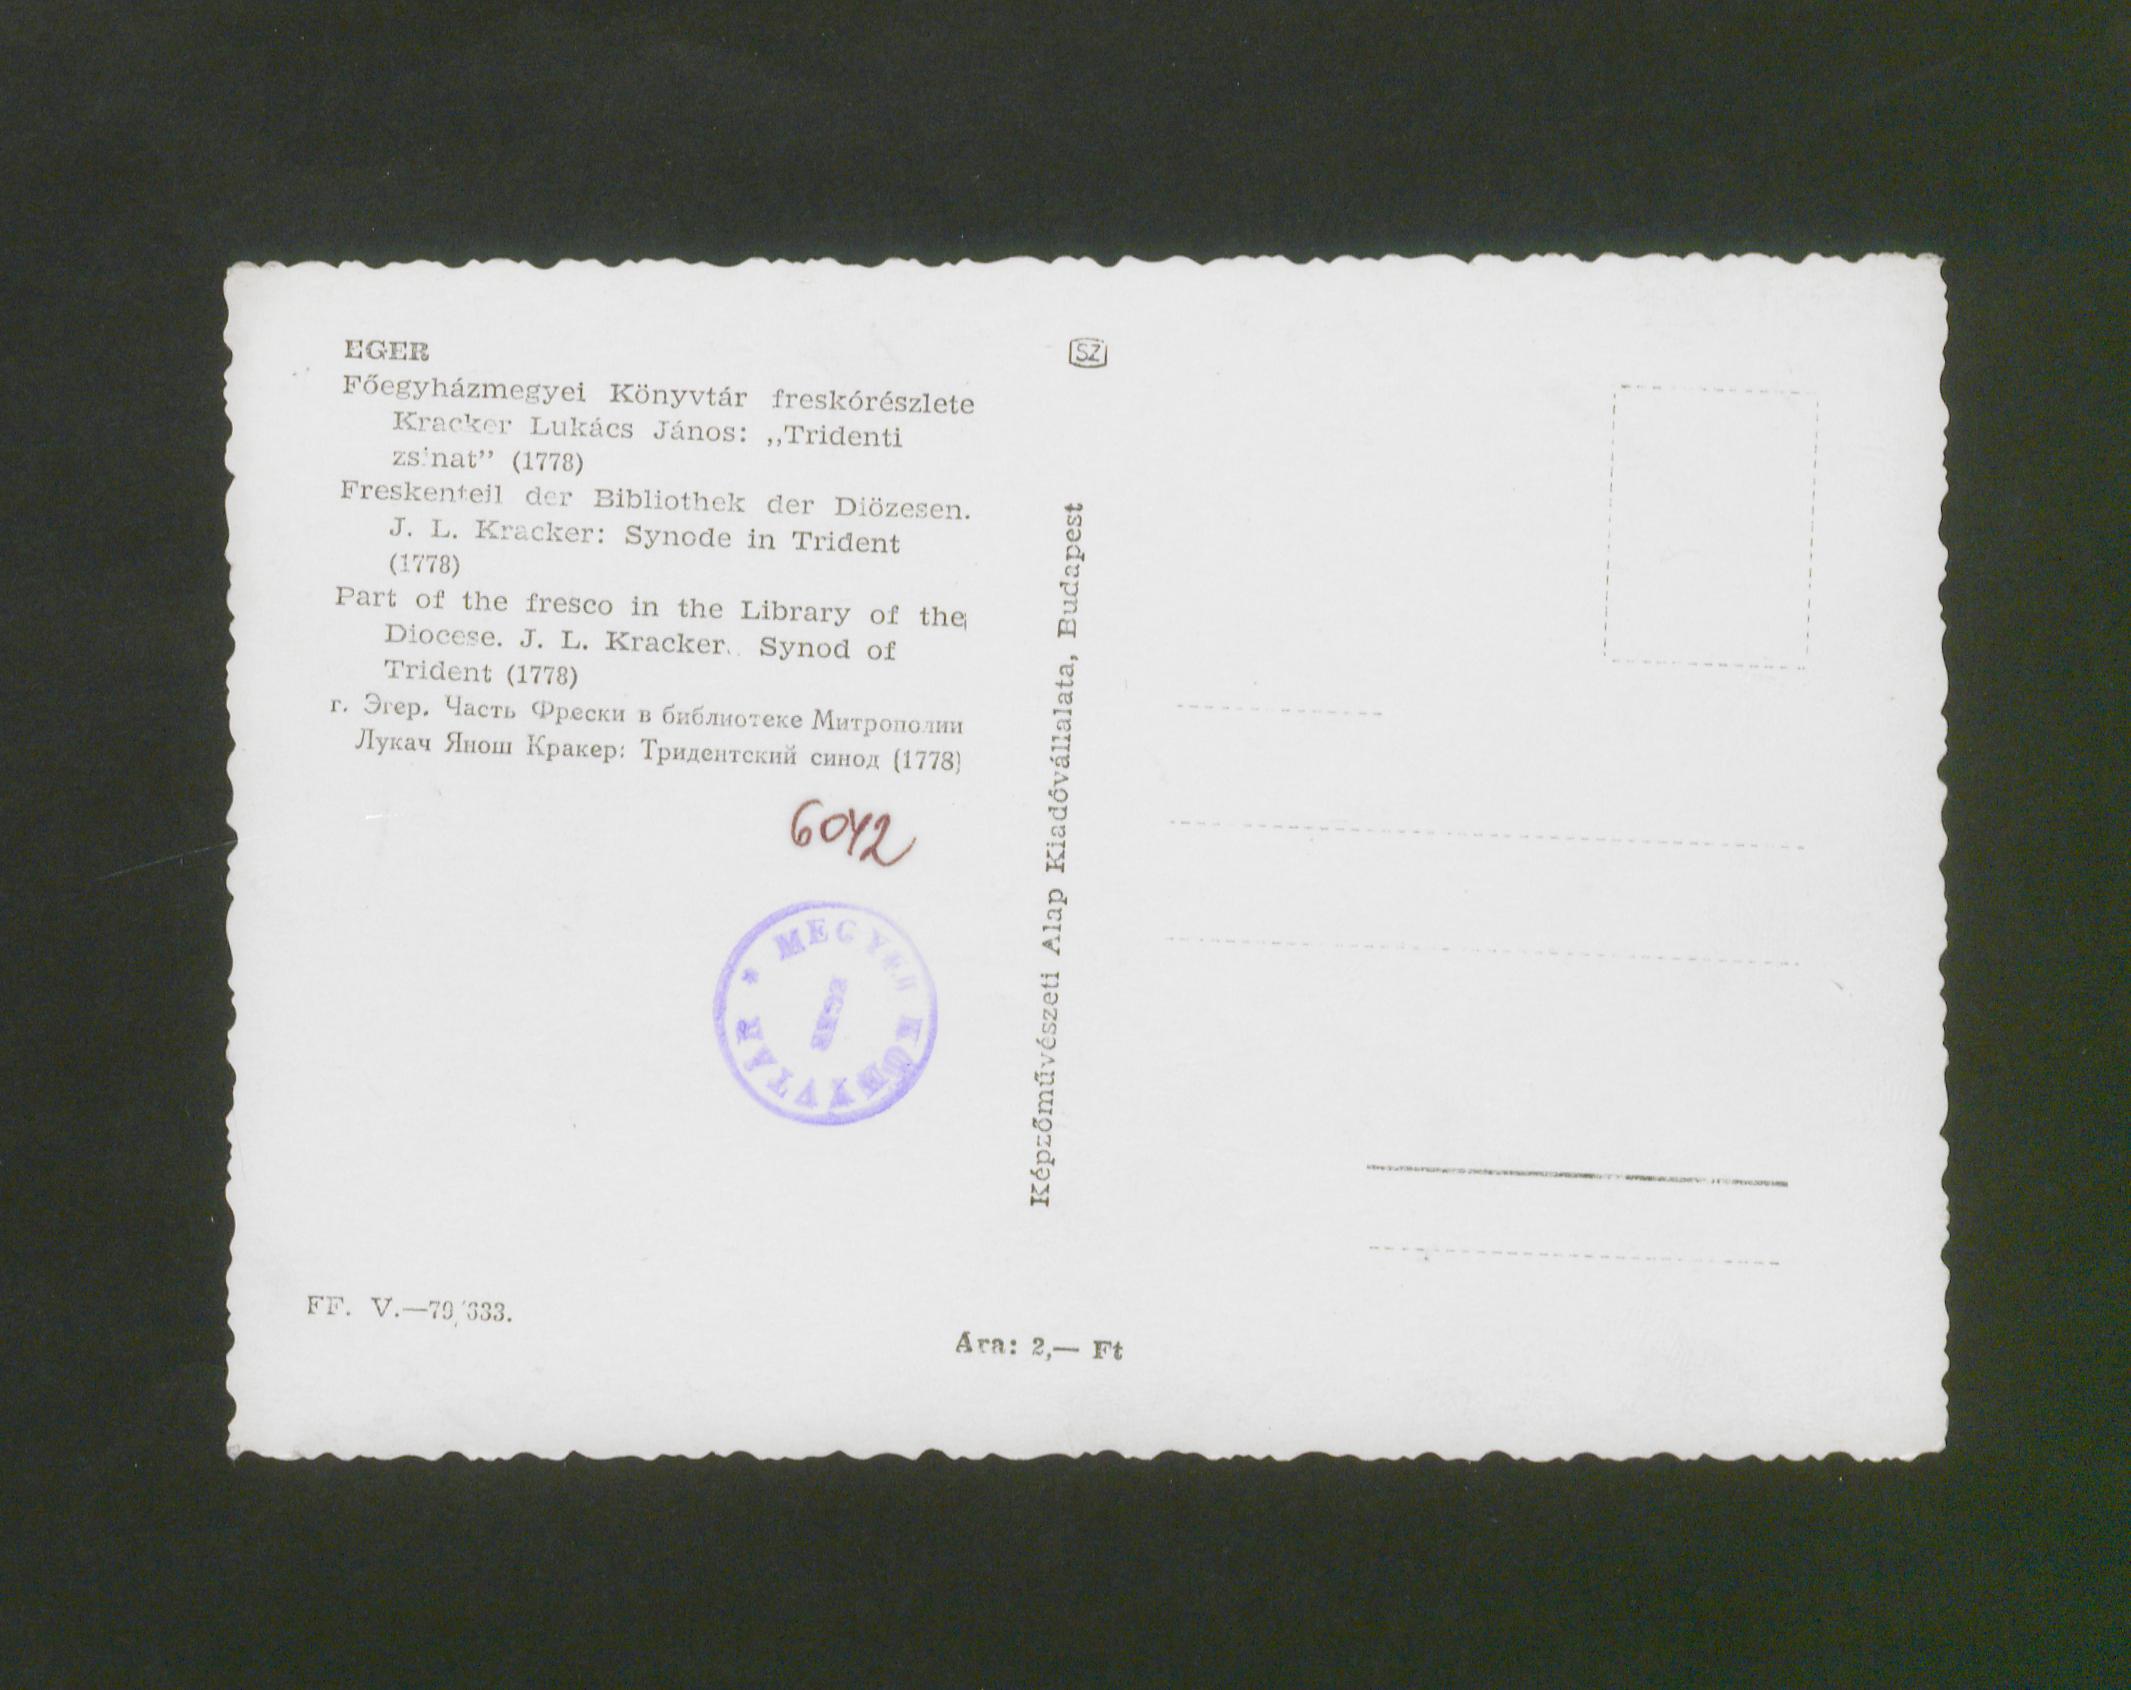 EGER
Főegyházmegyei Könyvtár freskórészlete
Kracker Lukács János: „Tridenti
zsinat” (1778)
Freskenteil der Bibliothek der Diözesen.
J. L. Kracker: Synode in Trident
(1778)
Part of the fresco in the Library of the
Diocese. J. L. Kracker. Synod of
Trident (1778)
г. Эгер. Часть Фрески в библиотеке Митрополии
Лукач Янош Кракер: Тридентский синод (1778)
6042
* MEGYEI KÖNYVTÁR
EGER
FF. V.—70/633.
SZ
Képzőművészeti Alap Kiadóvállalata, Budapest
Ára: 2,— Ft